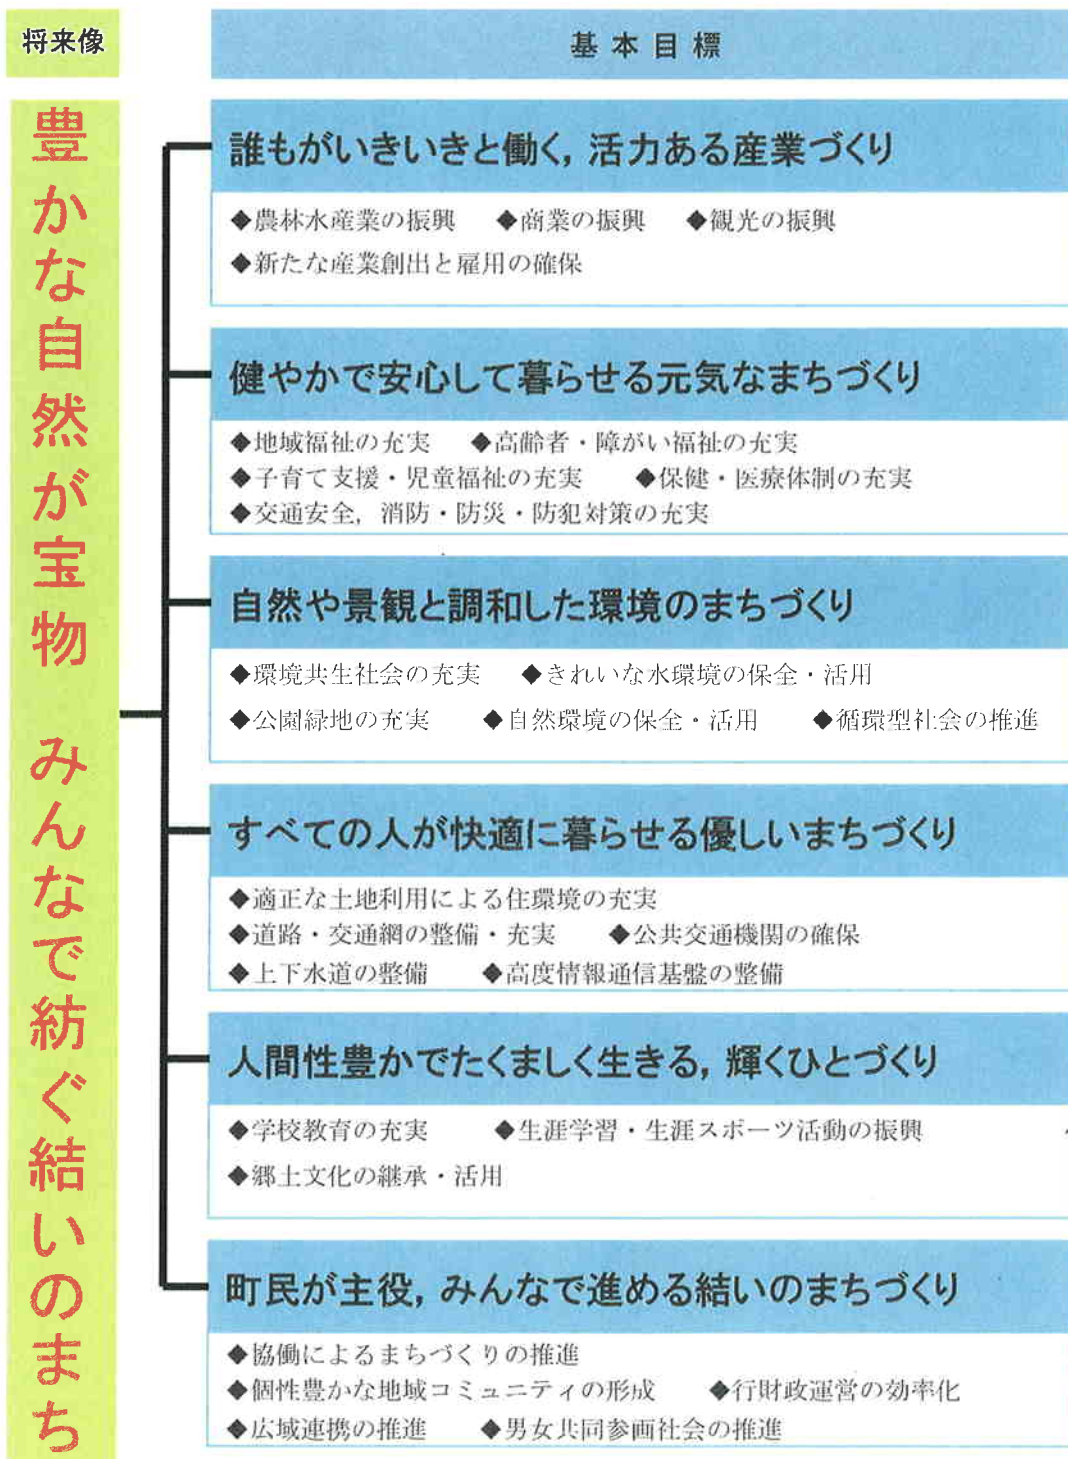 将来像
基本目標
豊かな自然が宝物 みんなで紡ぐ結いのまち
誰もがいきいきと働く，活力ある産業づくり
◆農林水産業の振興 ◆商業の振興 ◆観光の振興
◆新たな産業創出と雇用の確保
健やかで安心して暮らせる元気なまちづくり
◆地域福祉の充実 ◆高齢者・障がい福祉の充実
◆子育て支援・児童福祉の充実 ◆保健・医療体制の充実
◆交通安全，消防・防災・防犯対策の充実
自然や景観と調和した環境のまちづくり
◆環境共生社会の充実 ◆きれいな水環境の保全・活用
◆公園緑地の充実 ◆自然環境の保全・活用 ◆循環型社会の推進
すべての人が快適に暮らせる優しいまちづくり
◆適正な土地利用による住環境の充実
◆道路・交通網の整備・充実 ◆公共交通機関の確保
◆上下水道の整備 ◆高度情報通信基盤の整備
人間性豊かでたくましく生きる，輝くひとづくり
◆学校教育の充実 ◆生涯学習・生涯スポーツ活動の振興
◆郷土文化の継承・活用
町民が主役，みんなで進める結いのまちづくり
◆協働によるまちづくりの推進
◆個性豊かな地域コミュニティの形成 ◆行財政運営の効率化
◆広域連携の推進 ◆男女共同参画社会の推進